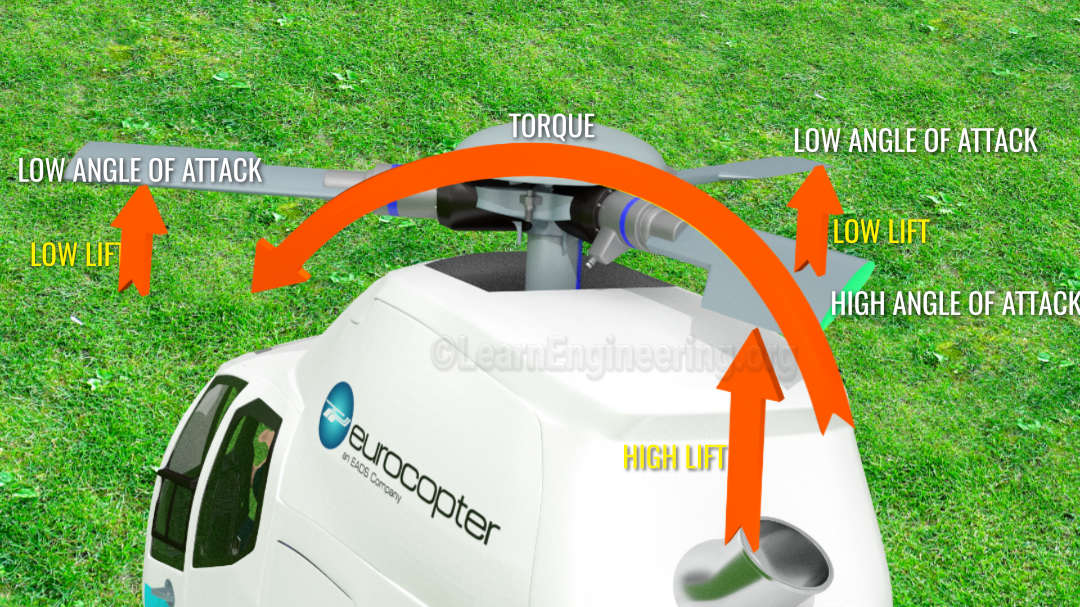 TORQUE
LOW ANGLE OF ATTACK
LOW ANGLE OF ATTACK
LOW LIFT
LOW LIFT
HIGH ANGLE OF ATTACK
©LearnEngineering.org
HIGH LIFT
eurocopter
an EADS Company